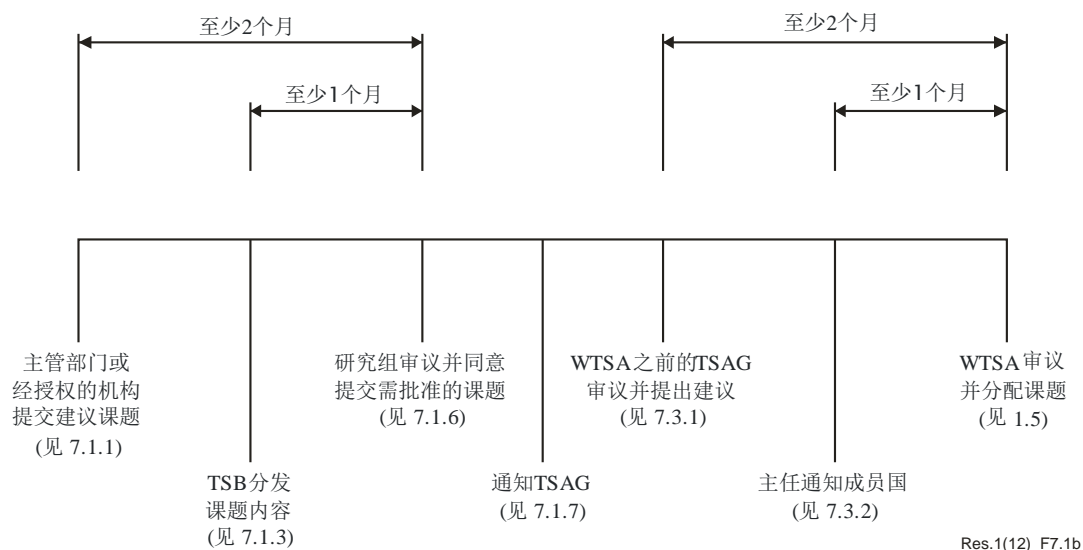 至少2个月
至少2个月
至少1个月
至少1个月
主管部门或
经授权的机构
提交建议课题
(见 7.1.1)
TSB分发
课题内容
(见 7.1.3)
研究组审议并同意
提交需批准的课题
(见 7.1.6)
通知TSAG
(见 7.1.7)
WTSA之前的TSAG
审议并提出建议
(见 7.3.1)
主任通知成员国
(见 7.3.2)
WTSA审议
并分配课题
(见 1.5)
Res.1(12)_F7.1b